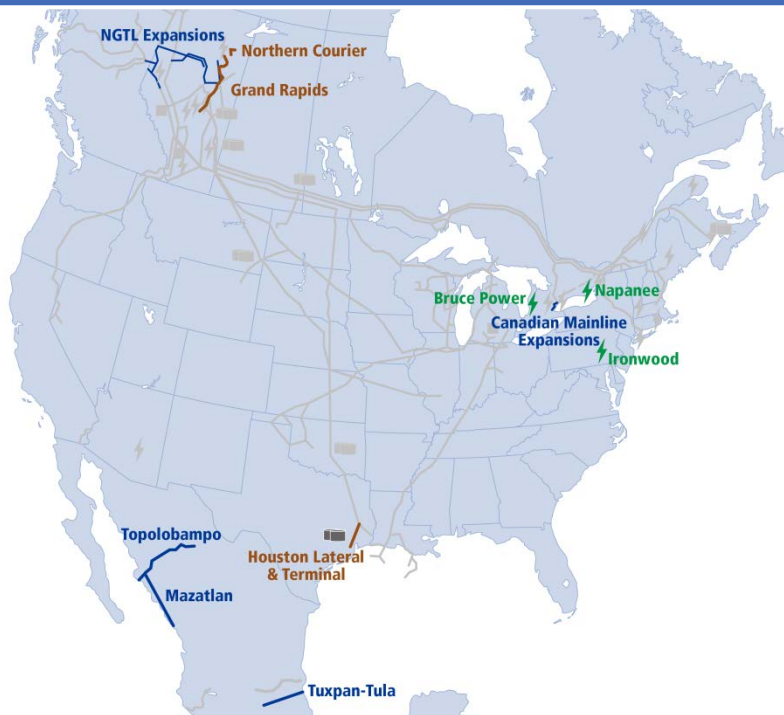 NGTL Expansions
Northern Courier
Grand Rapids
Bruce Power
Napanee
Canadian Mainline
Expansions
Ironwood
Topolobampo
Houston Lateral
& Terminal
Mazatlan
Tuxpan-Tula